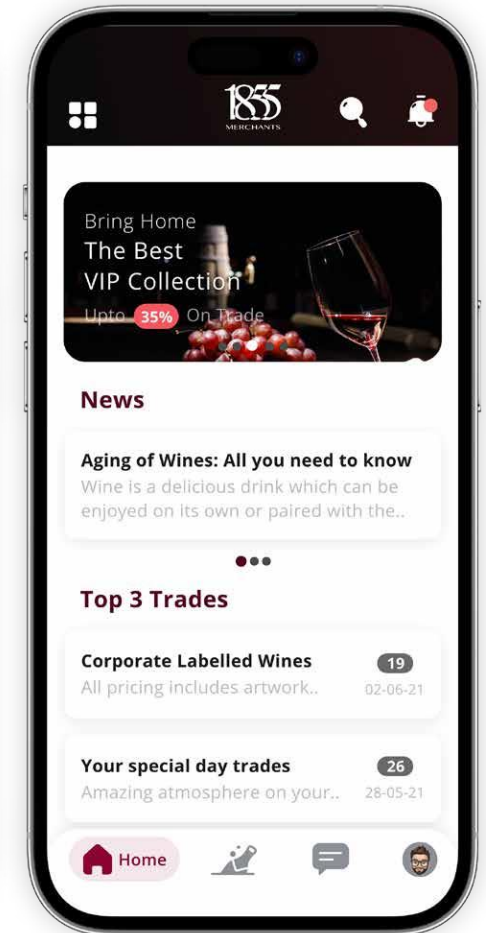 1855
MERCHANTS
Bring Home
The Best
VIP Collection
Upto 35% On Trade
News
Aging of Wines: All you need to know
Wine is a delicious drink which can be
enjoyed on its own or paired with the..
Top 3 Trades
Corporate Labelled Wines 19
All pricing includes artwork.. 02-06-21
Your special day trades 26
Amazing atmosphere on your.. 28-05-21
Home